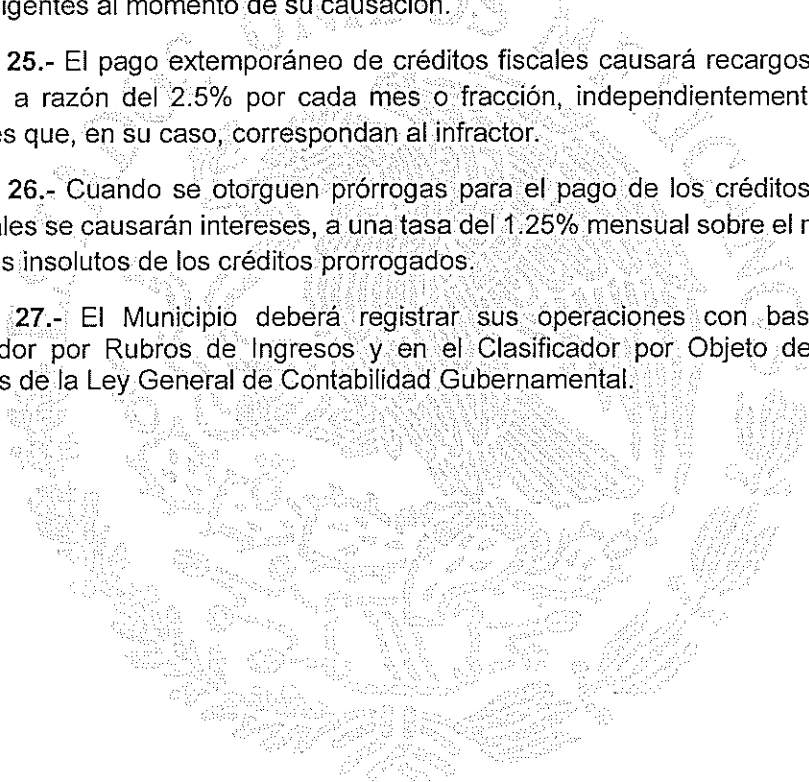 igentes al momento de su causación.
25.- El pago extemporáneo de créditos fiscales causará recargos
a razón del 2.5% por cada mes o fracción, independientement
s que, en su caso, correspondan al infractor.
26.- Cuando se otorguen prórrogas para el pago de los créditos
ales se causarán intereses, a una tasa del 1.25% mensual sobre el
s insolutos de los créditos prorrogados.
27.- El Municipio deberá registrar sus operaciones con bas
dor por Rubros de Ingresos y en el Clasificador por Objeto de
s de la Ley General de Contabilidad Gubernamental.